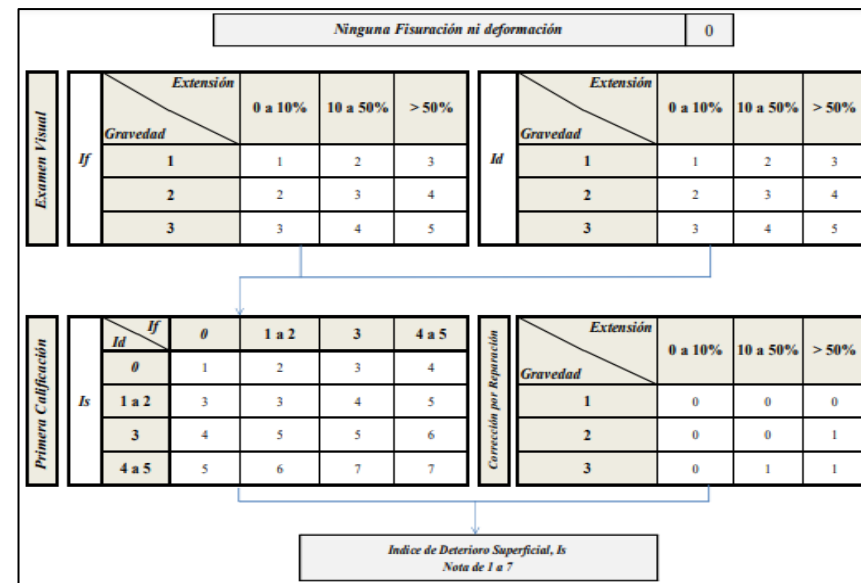 Ninguna Fisuración ni deformación 0
Examen Visual
If
Extensión
Gravedad
0 a 10% 10 a 50% > 50%
1 1 2 3
2 2 3 4
3 3 4 5
Id
Extensión
Gravedad
0 a 10% 10 a 50% > 50%
1 1 2 3
2 2 3 4
3 3 4 5
Primera Calificación
Is
If
Id
0 1 a 2 3 4 a 5
0 1 2 3 4
1 a 2 3 3 4 5
3 4 5 5 6
4 a 5 5 6 7 7
Corrección por Reparación
Extensión
Gravedad
0 a 10% 10 a 50% > 50%
1 0 0 0
2 0 0 1
3 0 1 1
Indice de Deterioro Superficial, Is
Nota de 1 a 7